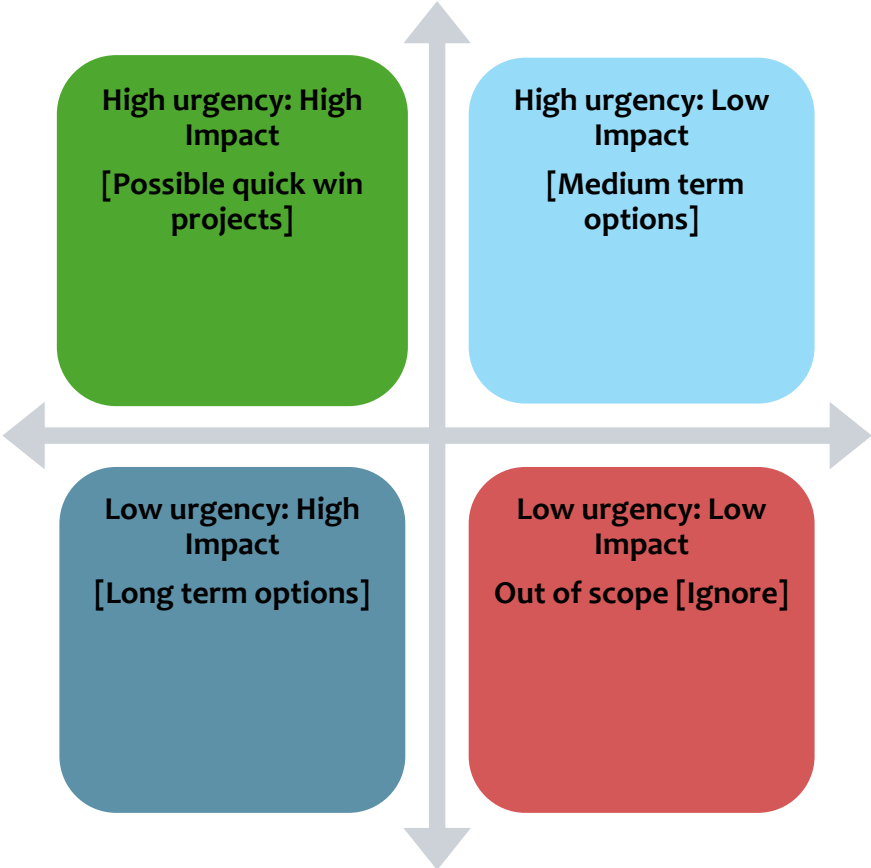 High urgency: High
Impact
[Possible quick win
projects]
High urgency: Low
Impact
[Medium term
options]
Low urgency: High
Impact
[Long term options]
Low urgency: Low
Impact
Out of scope [Ignore]